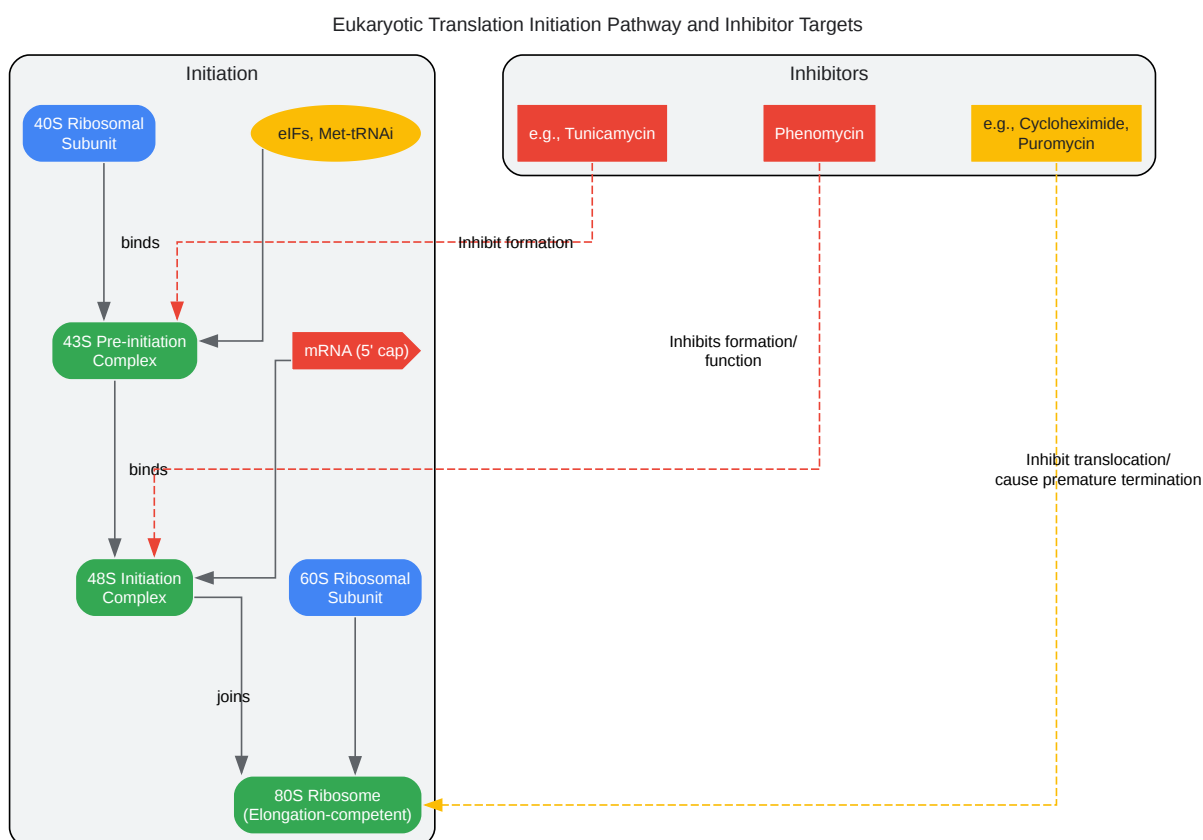 Eukaryotic Translation Initiation Pathway and Inhibitor Targets
Initiation
Inhibitors
40S Ribosomal
Subunit
eIFs, Met-tRNAi
e.g., Tunicamycin
Phenomycin
e.g., Cycloheximide,
Puromycin
binds
Inhibit formation
43S Pre-initiation
Complex
mRNA (5' cap)
Inhibits formation/
function
binds
Inhibit translocation/
cause premature termination
48S Initiation
Complex
60S Ribosomal
Subunit
joins
80S Ribosome
(Elongation-competent)